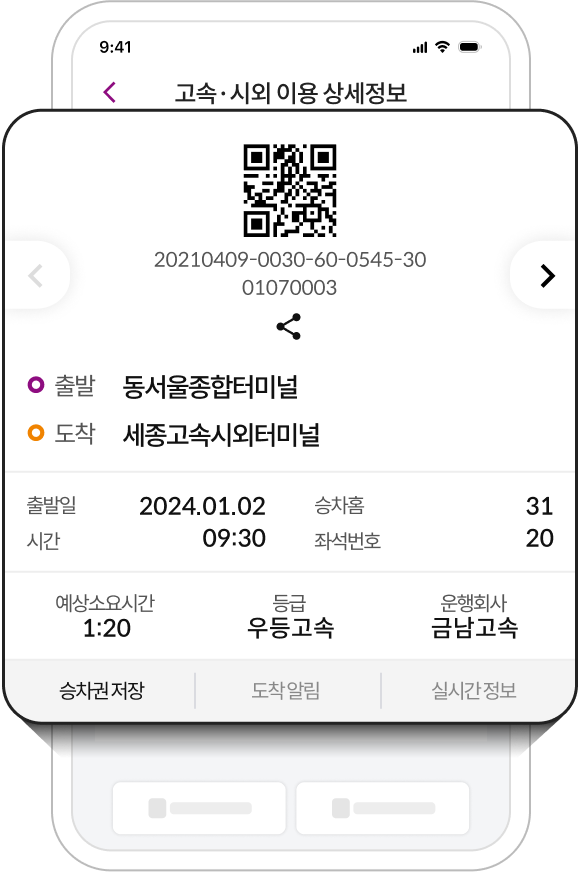 9:41
고속·시외 이용 상세정보
20210409-0030-60-0545-30
01070003
출발 동서울종합터미널
도착 세종고속시외터미널
출발일 2024.01.02 승차홈 31
시간 09:30 좌석번호 20
예상소요시간 등급 운행회사
1:20 우등고속 금남고속
승차권 저장 도착 알림 실시간 정보